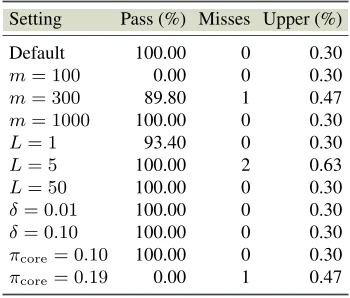 Setting Pass (%) Misses Upper (%)
Default 100.00 0 0.30
m = 100 0.00 0 0.30
m = 300 89.80 1 0.47
m = 1000 100.00 0 0.30
L = 1 93.40 0 0.30
L = 5 100.00 2 0.63
L = 50 100.00 0 0.30
δ = 0.01 100.00 0 0.30
δ = 0.10 100.00 0 0.30
π_core = 0.10 100.00 0 0.30
π_core = 0.19 0.00 1 0.47